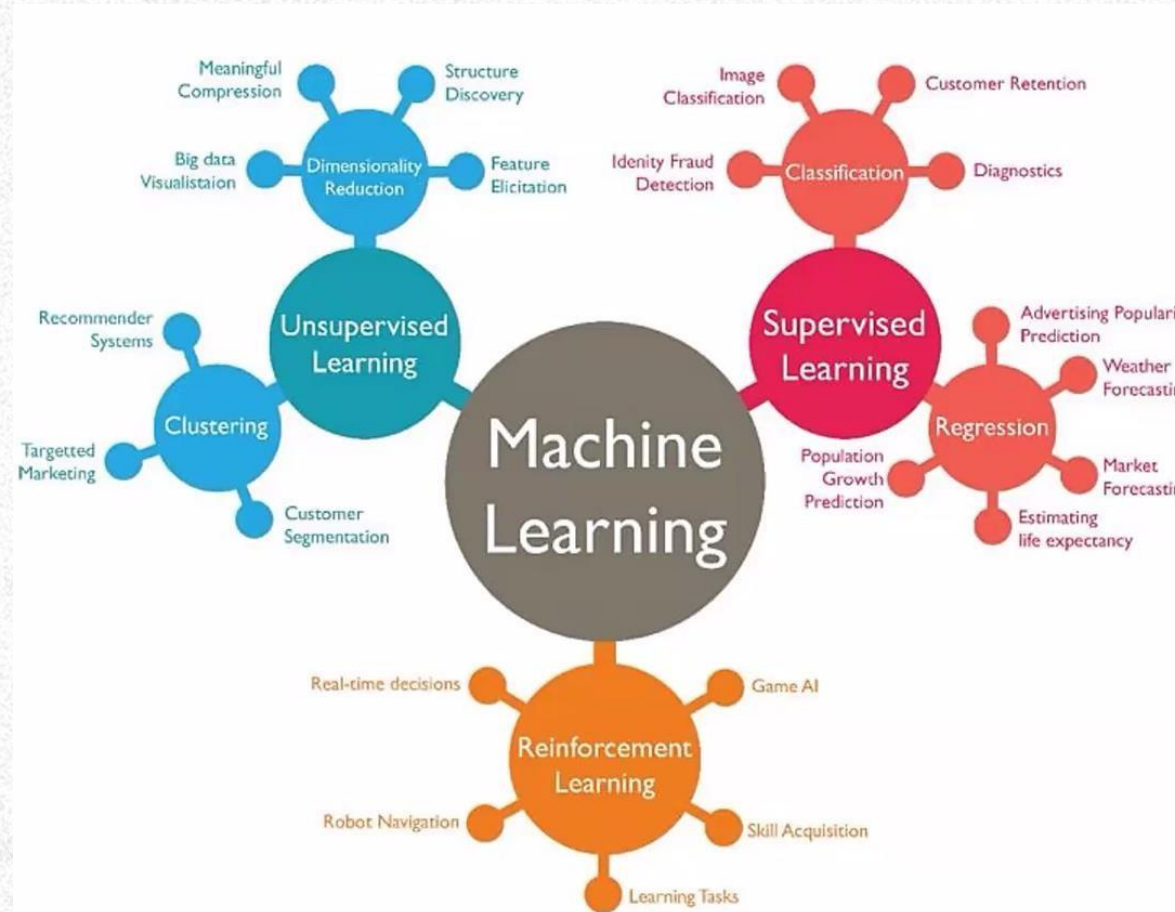 Meaningful
Compression
Structure
Discovery
Big data
Visualistaion
Dimensionality
Reduction
Feature
Elicitation
Image
Classification
Customer Retention
Idenity Fraud
Detection
Classification
Diagnostics
Recommender
Systems
Unsupervised
Learning
Clustering
Targetted
Marketing
Customer
Segmentation
Machine
Learning
Supervised
Learning
Advertising Populari
Prediction
Weather
Forecastin
Regression
Population
Growth
Prediction
Market
Forecastin
Estimating
life expectancy
Real-time decisions
Game AI
Reinforcement
Learning
Robot Navigation
Skill Acquisition
Learning Tasks